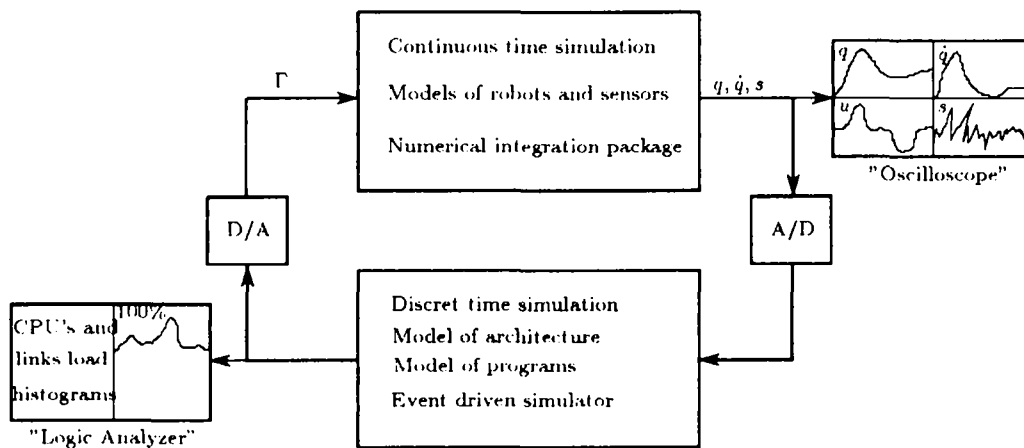 Continuous time simulation
Models of robots and sensors
Numerical integration package
Γ
q, q̇, s
q
q̇
u
s
"Oscilloscope"
D/A
A/D
Discret time simulation
Model of architecture
Model of programs
Event driven simulator
100%
CPU's and
links load
histograms
"Logic Analyzer"